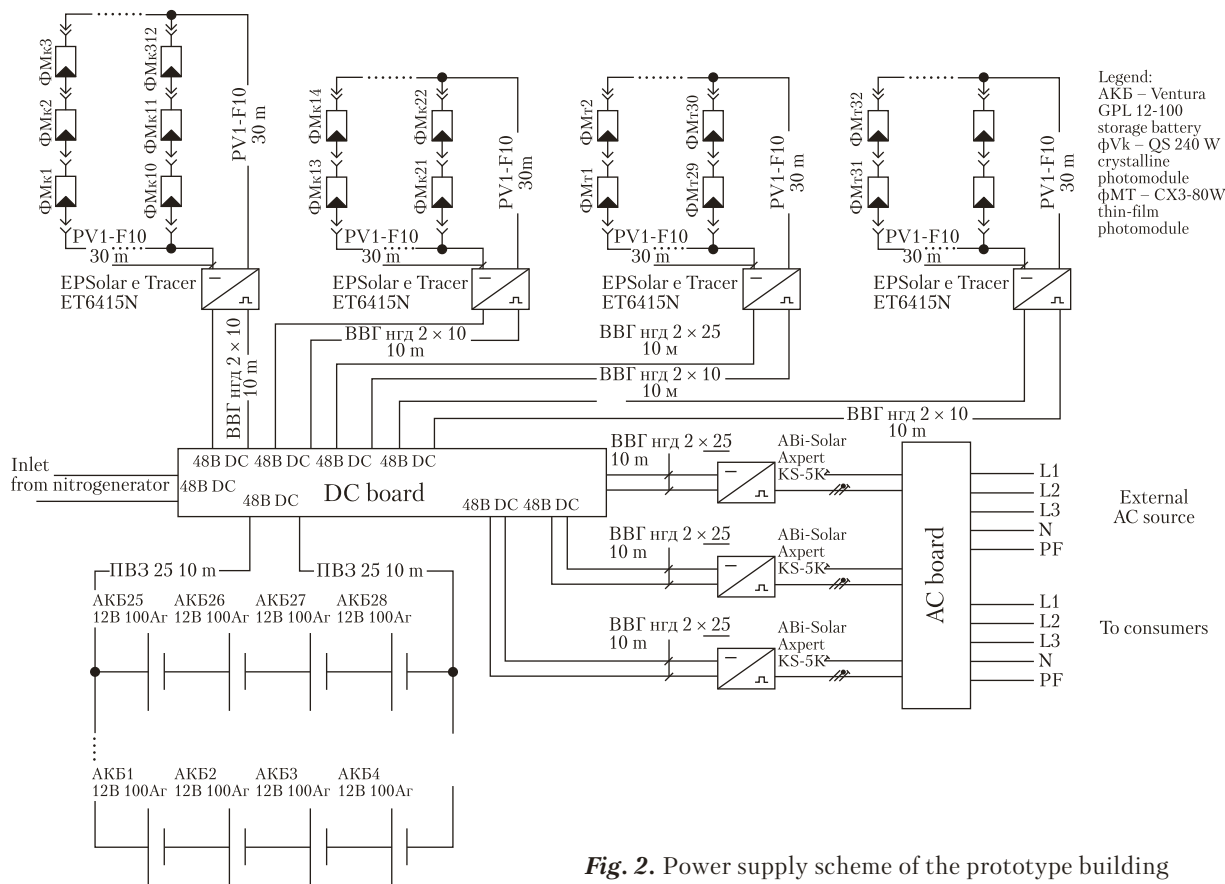 ФМк3
ФМк2
ФМк1
ФМк312
ФМк11
ФМк10
PV1-F10
30 m
PV1-F10
30 m
EPSolar e Tracer
ET6415N
ФМк14
ФМк13
ФМк22
ФМк21
PV1-F10
30m
PV1-F10
30 m
EPSolar e Tracer
ET6415N
ФМт2
ФМт1
ФМт30
ФМт29
PV1-F10
30 m
PV1-F10
30 m
EPSolar e Tracer
ET6415N
ФМт32
ФМт31
PV1-F10
30 m
PV1-F10
30 m
EPSolar e Tracer
ET6415N
Legend:
АКБ – Ventura
GPL 12-100
storage battery
фVk – QS 240 W
crystalline
photomodule
фМТ – CX3-80W
thin-film
photomodule
ВВГ нгд 2 × 10
10 m
ВВГ нгд 2 × 10
10 m
ВВГ нгд 2 × 25
10 м
ВВГ нгд 2 × 10
10 м
ВВГ нгд 2 × 10
10 m
Inlet
from nitrogenerator
48В DC 48В DC 48В DC 48В DC
48В DC
48В DC
DC board
48В DC 48В DC
ВВГ нгд 2 × 25
10 m
ABi-Solar
Axpert
KS-5K
ВВГ нгд 2 × 25
10 m
ABi-Solar
Axpert
KS-5K
ВВГ нгд 2 × 25
10 m
ABi-Solar
Axpert
KS-5K
AC board
L1
L2
L3
N
PF
External
AC source
L1
L2
L3
N
PF
To consumers
ПВЗ 25 10 m
ПВЗ 25 10 m
АКБ25 АКБ26 АКБ27 АКБ28
12В 100Аг 12В 100Аг 12В 100Аг 12В 100Аг
АКБ1 АКБ2 АКБ3 АКБ4
12В 100Аг 12В 100Аг 12В 100Аг 12В 100Аг
Fig. 2. Power supply scheme of the prototype building